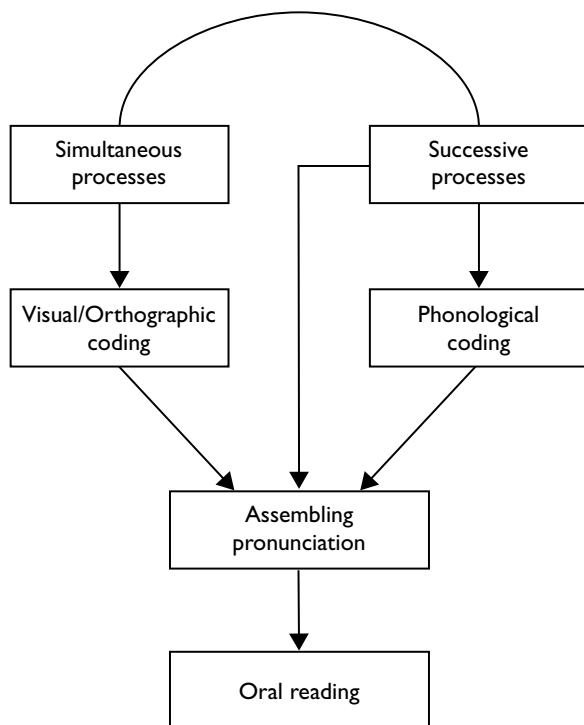 Simultaneous
processes
Successive
processes
Visual/Orthographic
coding
Phonological
coding
Assembling
pronunciation
Oral reading